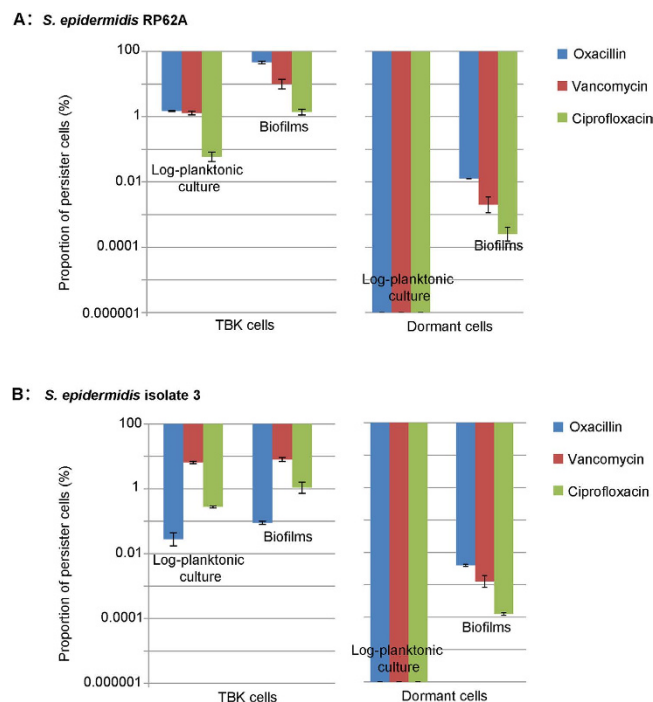 A: S. epidermidis RP62A
Proportion of persister cells (%)
100
1
0.01
0.0001
0.000001
Log-planktonic
culture
Biofilms
TBK cells
Log-planktonic
culture
Biofilms
Dormant cells
Oxacillin
Vancomycin
Ciprofloxacin
B: S. epidermidis isolate 3
Proportion of persister cells (%)
100
1
0.01
0.0001
0.000001
Log-planktonic
culture
Biofilms
TBK cells
Log-planktonic
culture
Biofilms
Dormant cells
Oxacillin
Vancomycin
Ciprofloxacin